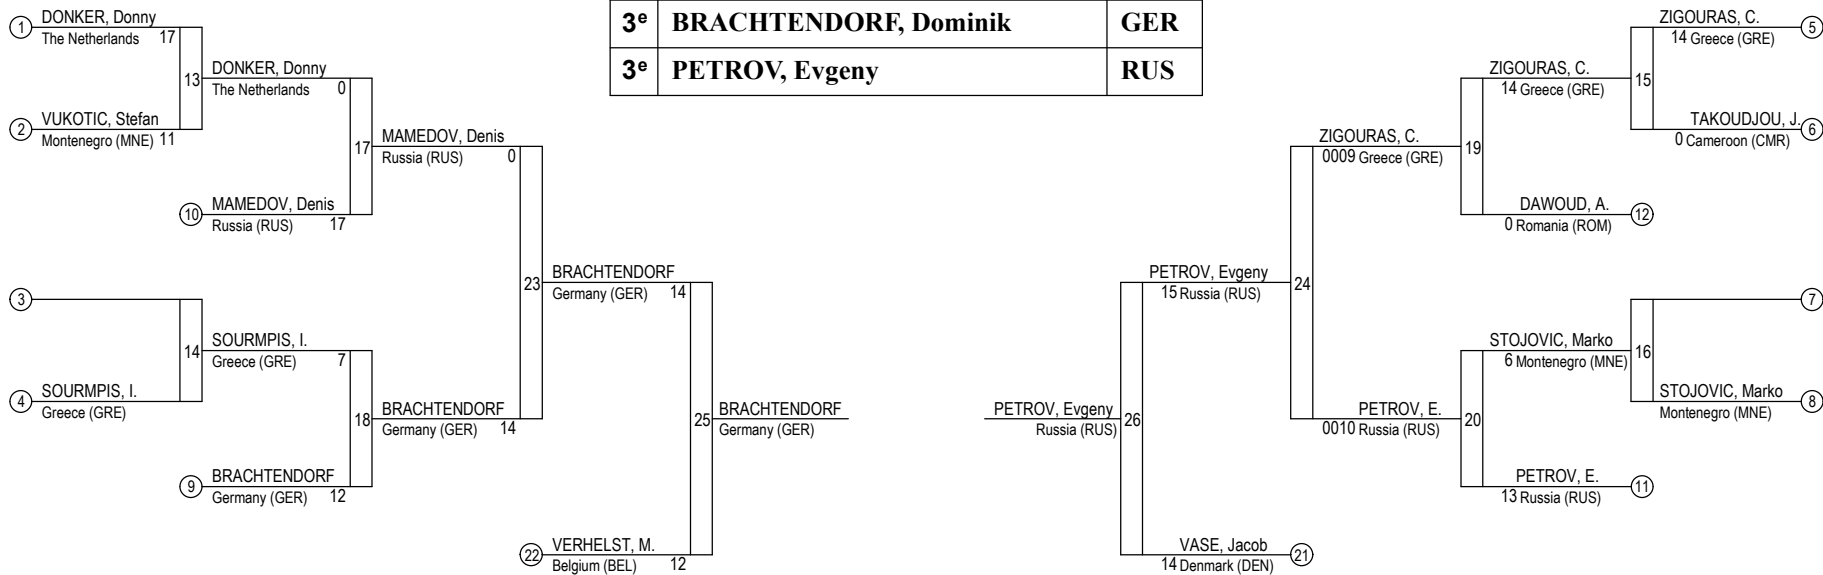 3e BRACHTENDORF, Dominik GER
3e PETROV, Evgeny RUS
1 DONKER, Donny
The Netherlands 17
13
DONKER, Donny
The Netherlands 0
2 VUKOTIC, Stefan
Montenegro (MNE) 11
17
MAMEDOV, Denis
Russia (RUS) 0
10 MAMEDOV, Denis
Russia (RUS) 17
23
BRACHTENDORF
Germany (GER) 14
3
14
SOURMPIS, I.
Greece (GRE) 7
4 SOURMPIS, I.
Greece (GRE)
18
BRACHTENDORF
Germany (GER) 14
9 BRACHTENDORF
Germany (GER) 12
25
BRACHTENDORF
Germany (GER)
22 VERHELST, M.
Belgium (BEL) 12
ZIGOURAS, C. 5
14 Greece (GRE)
15
ZIGOURAS, C.
14 Greece (GRE)
TAKOUDJOU, J. 6
0 Cameroon (CMR)
19
ZIGOURAS, C.
0009 Greece (GRE)
DAWOUD, A. 12
0 Romania (ROM)
24
PETROV, Evgeny
15 Russia (RUS)
7
16
STOJOVIC, Marko
6 Montenegro (MNE)
STOJOVIC, Marko 8
Montenegro (MNE)
20
PETROV, E.
0010 Russia (RUS)
PETROV, E. 11
13 Russia (RUS)
26
PETROV, Evgeny
Russia (RUS)
VASE, Jacob 21
14 Denmark (DEN)